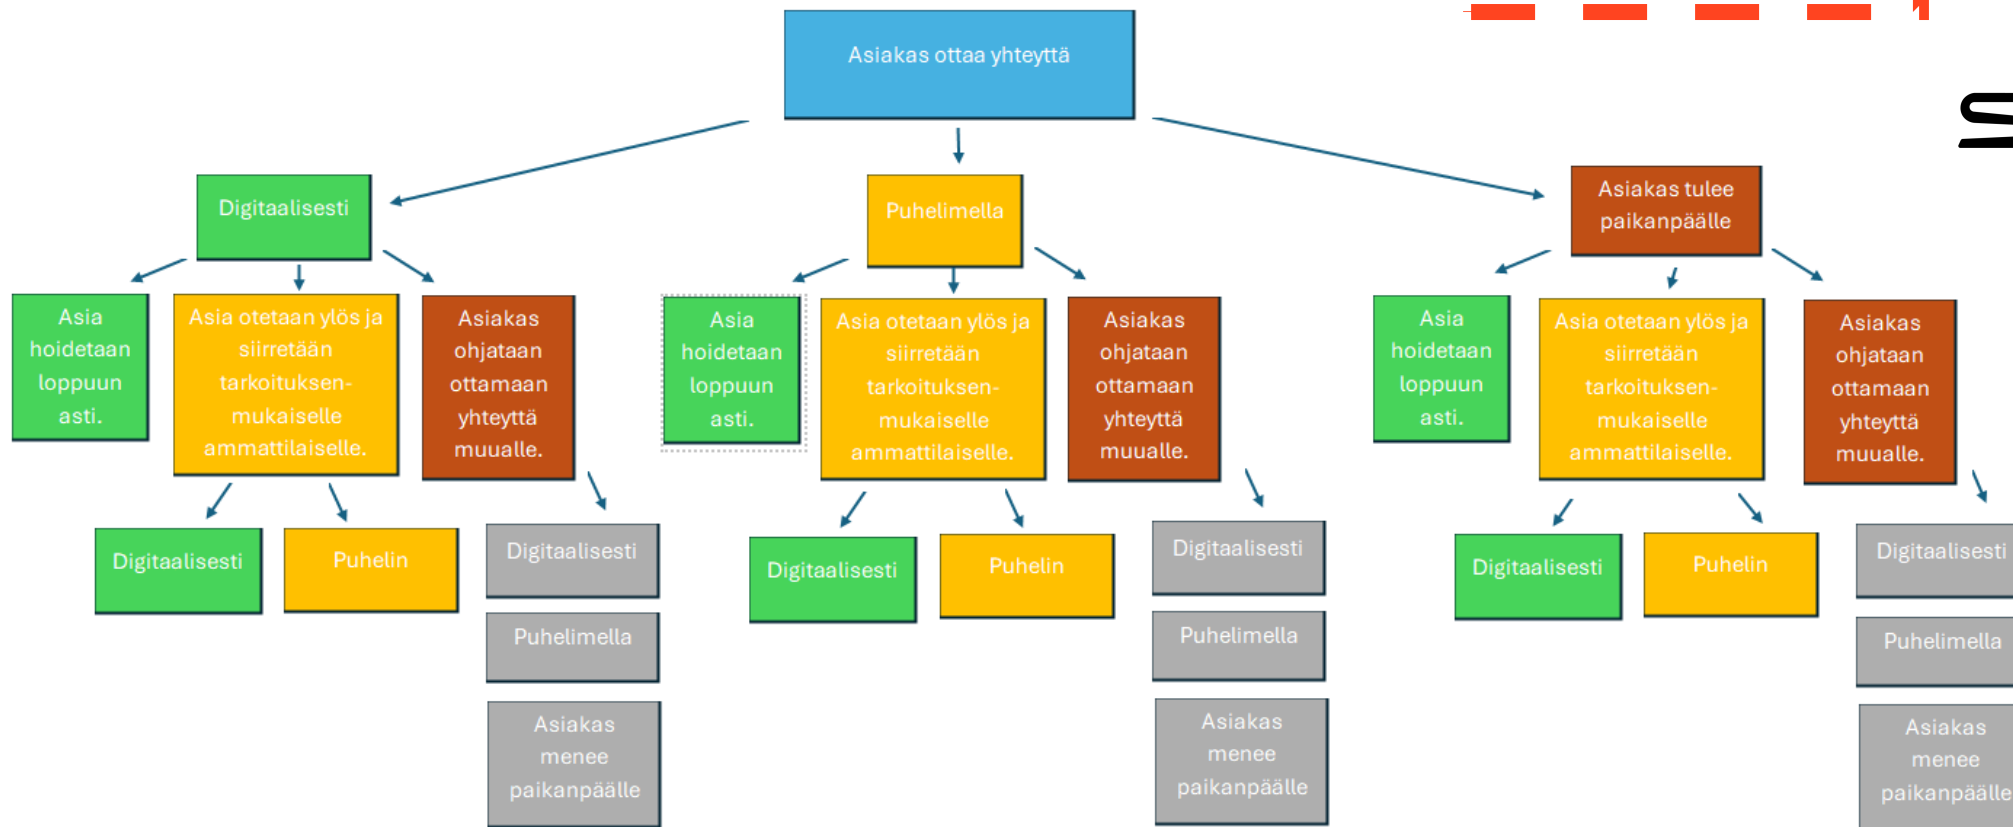 Asiakas ottaa yhteyttä
Digitaalisesti
Puhelimella
Asiakas tulee
paikanpäälle
Asia
hoidetaan
loppuun
asti.
Asia otetaan ylös ja
siirretään
tarkoituksen-
mukaiselle
ammattilaiselle.
Asiakas
ohjataan
ottamaan
yhteyttä
muualle.
Asia
hoidetaan
loppuun
asti.
Asia otetaan ylös ja
siirretään
tarkoituksen-
mukaiselle
ammattilaiselle.
Asiakas
ohjataan
ottamaan
yhteyttä
muualle.
Asia
hoidetaan
loppuun
asti.
Asia otetaan ylös ja
siirretään
tarkoituksen-
mukaiselle
ammattilaiselle.
Asiakas
ohjataan
ottamaan
yhteyttä
muualle.
Digitaalisesti
Puhelin
Digitaalisesti
Puhelimella
Asiakas
menee
paikanpäälle
Digitaalisesti
Puhelin
Digitaalisesti
Puhelimella
Asiakas
menee
paikanpäälle
Digitaalisesti
Puhelin
Digitaalisesti
Puhelimella
Asiakas
menee
paikanpäälle